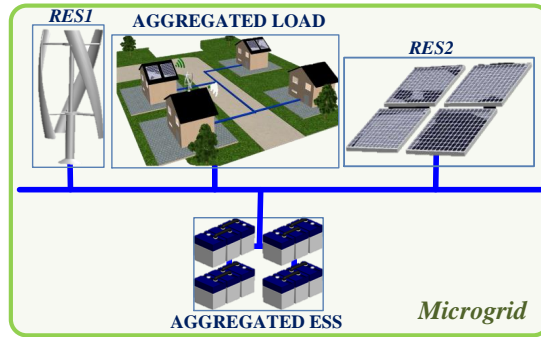 RES1
AGGREGATED LOAD
RES2
AGGREGATED ESS
Microgrid